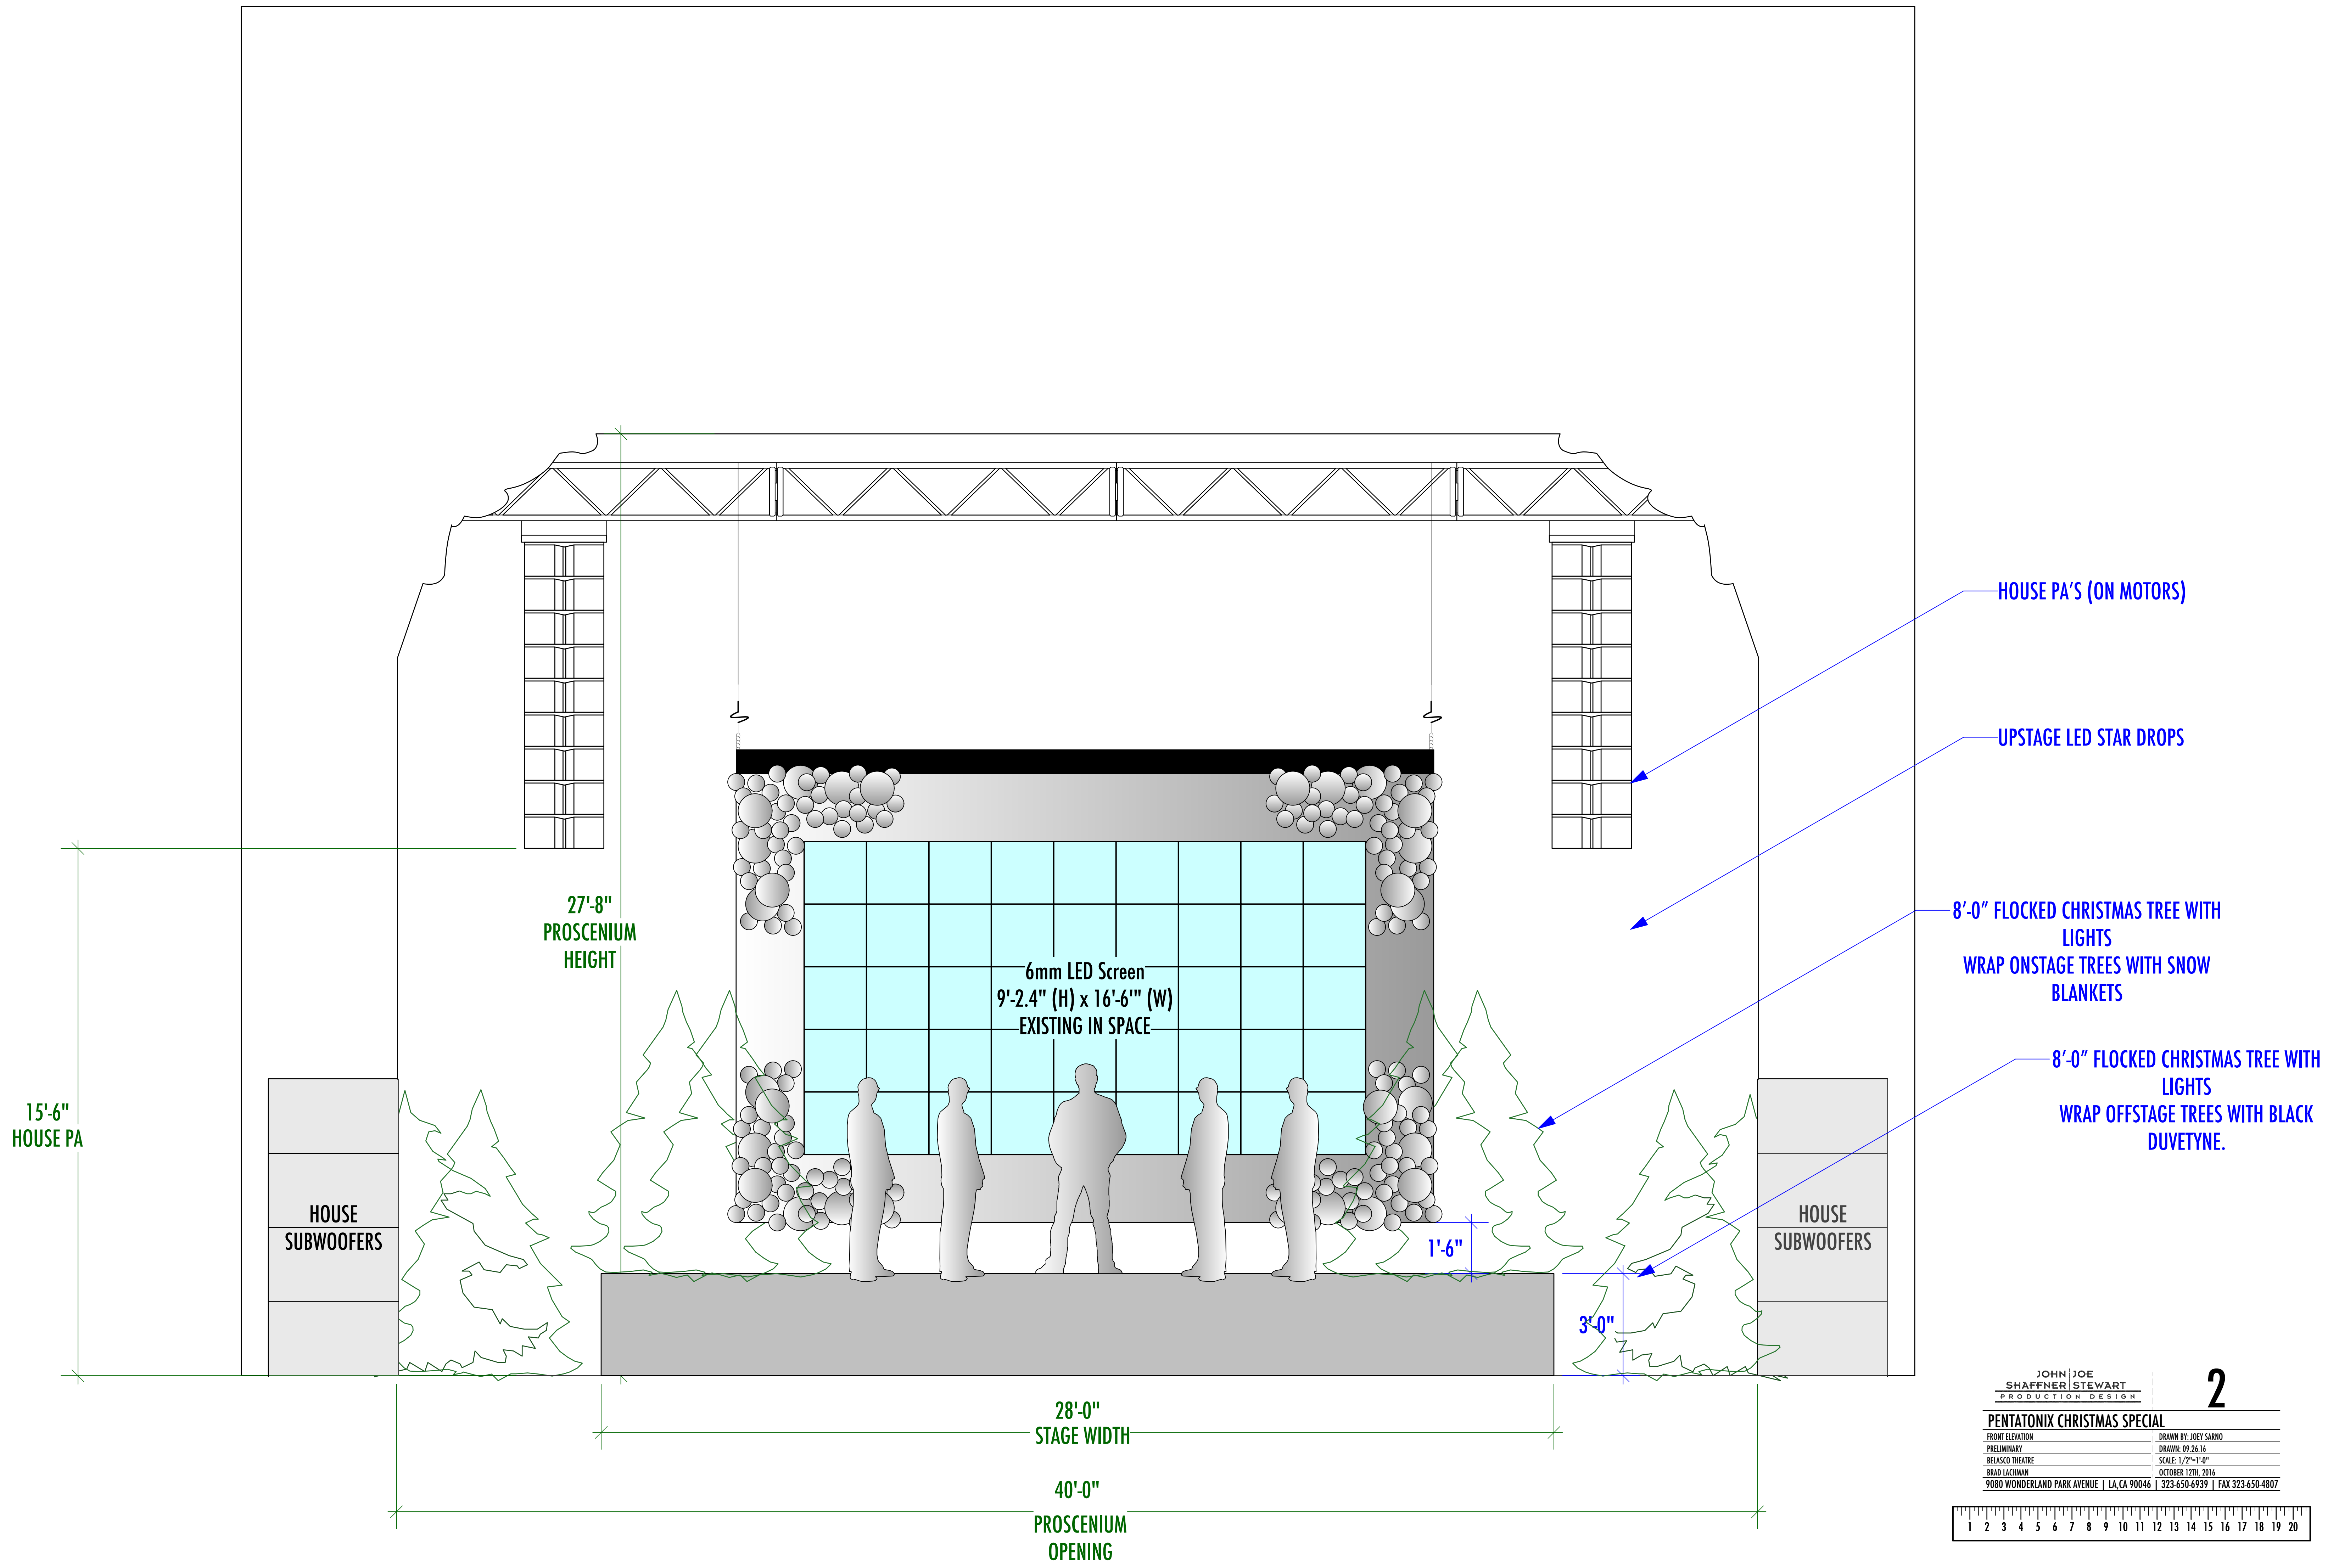 HOUSE PA'S (ON MOTORS)
UPSTAGE LED STAR DROPS
27'-8"
PROSCENIUM
HEIGHT
8'-0" FLOCKED CHRISTMAS TREE WITH
LIGHTS
WRAP ONSTAGE TREES WITH SNOW
BLANKETS
6mm LED Screen
9'-2.4" (H) x 16'-6'" (W)
EXISTING IN SPACE
8'-0" FLOCKED CHRISTMAS TREE WITH
LIGHTS
WRAP OFFSTAGE TREES WITH BLACK
DUVETYNE.
15'-6"
HOUSE PA
HOUSE
SUBWOOFERS
HOUSE
SUBWOOFERS
1'-6"
3'-0"
28'-0"
STAGE WIDTH
40'-0"
PROSCENIUM
OPENING
JOHN JOE
SHAFFNER STEWART
PRODUCTION DESIGN
2
PENTATONIX CHRISTMAS SPECIAL
FRONT ELEVATION DRAWN BY: JOEY SARNO
PRELIMINARY DRAWN: 09.26.16
BELASCO THEATRE SCALE: 1/2"=1'-0"
BRAD LACHMAN OCTOBER 12TH, 2016
9080 WONDERLAND PARK AVENUE | LA,CA 90046 | 323-650-6939 | FAX 323-650-4807
1 2 3 4 5 6 7 8 9 10 11 12 13 14 15 16 17 18 19 20